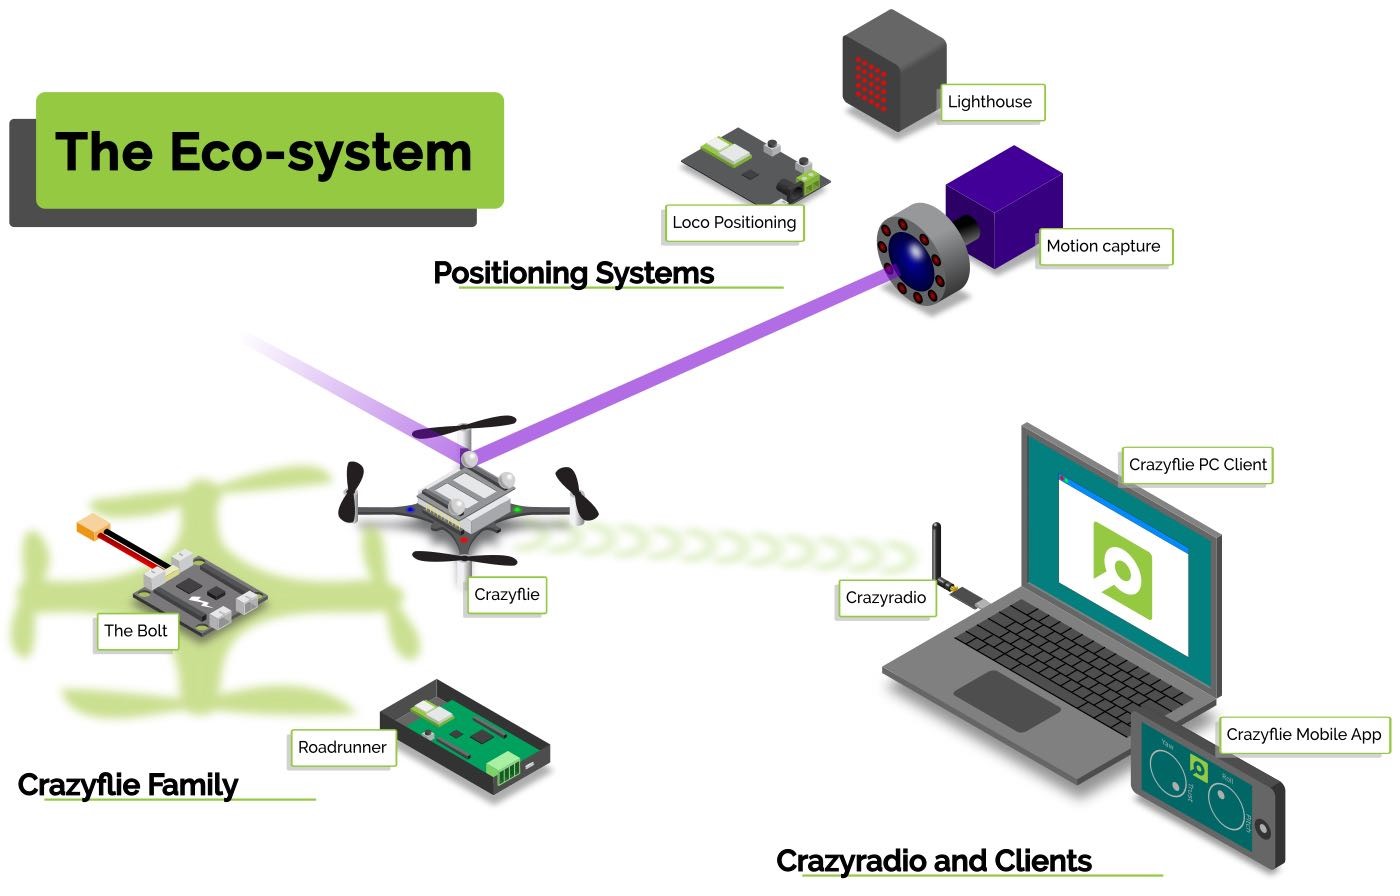 The Eco-system
Lighthouse
Loco Positioning
Motion capture
Positioning Systems
Crazyflie PC Client
Crazyradio
Crazyflie
The Bolt
Roadrunner
Crazyflie Mobile App
Yaw
Roll
Trust
Pitch
Crazyflie Family
Crazyradio and Clients